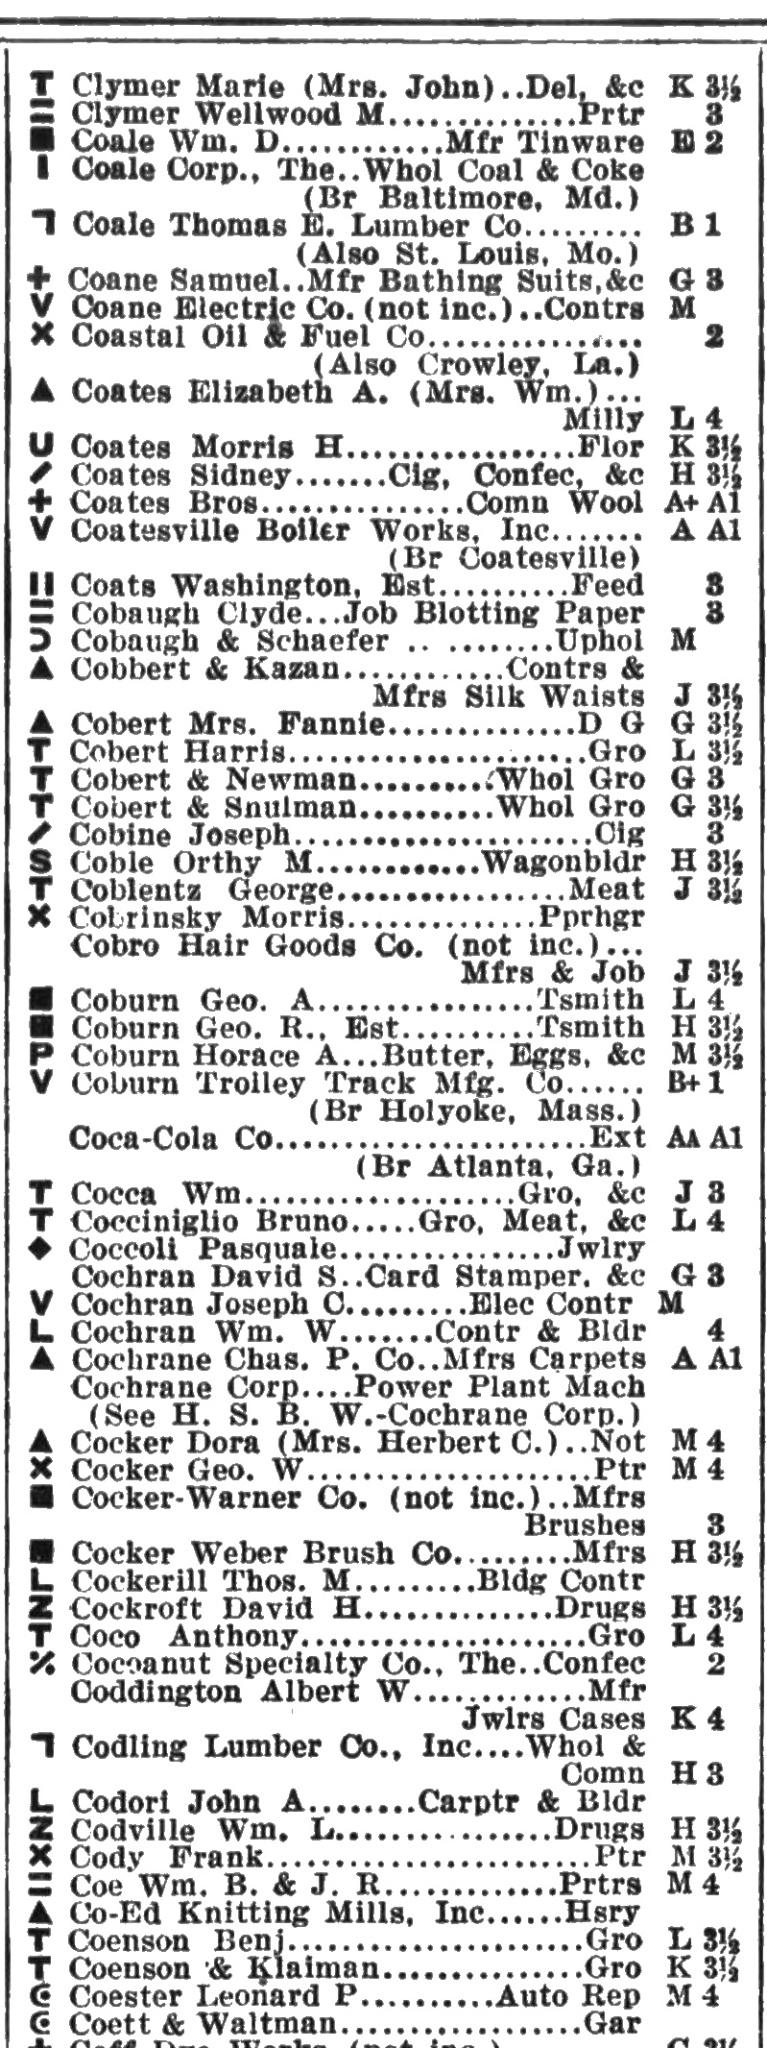 T Clymer Marie (Mrs. John)..Del, &c K 3½
= Clymer Wellwood M.............Prtr 3
■ Coale Wm. D............Mfr Tinware E 2
I Coale Corp., The..Whol Coal & Coke
(Br Baltimore, Md.)
ㄱ Coale Thomas E. Lumber Co......... B 1
(Also St. Louis, Mo.)
+ Coane Samuel..Mfr Bathing Suits,&c G 3
V Coane Electric Co. (not inc.)..Contrs M
X Coastal Oil & Fuel Co............... 2
(Also Crowley, La.)
▲ Coates Elizabeth A. (Mrs. Wm.)...
Milly L 4
U Coates Morris H.................Flor K 3½
/ Coates Sidney.......Cig, Confec, &c H 3½
+ Coates Bros...............Comn Wool A+ A1
V Coatesville Boiler Works, Inc....... A A1
(Br Coatesville)
|| Coats Washington, Est..........Feed 3
= Cobaugh Clyde...Job Blotting Paper 3
Ɔ Cobaugh & Schaefer .. ........Uphol M
▲ Cobbert & Kazan............Contrs &
Mfrs Silk Waists J 3½
▲ Cobert Mrs. Fannie..............D G G 3½
T Cobert Harris......................Gro L 3½
T Cobert & Newman..........Whol Gro G 3
T Cobert & Snulman..........Whol Gro G 3½
/ Cobine Joseph......................Cig 3
S Coble Orthy M............Wagonbldr H 3½
T Coblentz George.................Meat J 3½
X Cobrinsky Morris..............Pprhgr
Cobro Hair Goods Co. (not inc.)...
Mfrs & Job J 3½
■ Coburn Geo. A................Tsmith L 4
■ Coburn Geo. R., Est..........Tsmith H 3½
P Coburn Horace A...Butter, Eggs, &c M 3½
V Coburn Trolley Track Mfg. Co...... B+ 1
(Br Holyoke, Mass.)
Coca-Cola Co.......................Ext AA A1
(Br Atlanta, Ga.)
T Cocca Wm....................Gro, &c J 3
T Cocciniglio Bruno.....Gro, Meat, &c L 4
◆ Coccoli Pasquale................Jwlry
Cochran David S..Card Stamper, &c G 3
V Cochran Joseph C.........Elec Contr M
L Cochran Wm. W.......Contr & Bldr 4
▲ Cochrane Chas. P. Co..Mfrs Carpets A A1
Cochrane Corp....Power Plant Mach
(See H. S. B. W.-Cochrane Corp.)
▲ Cocker Dora (Mrs. Herbert C.)..Not M 4
X Cocker Geo. W.....................Ptr M 4
■ Cocker-Warner Co. (not inc.)..Mfrs
Brushes 3
■ Cocker Weber Brush Co.........Mfrs H 3½
L Cockerill Thos. M.........Bldg Contr
Z Cockroft David H..............Drugs H 3½
T Coco Anthony.....................Gro L 4
⁒ Cocoanut Specialty Co., The..Confec 2
Coddington Albert W.............Mfr
Jwlrs Cases K 4
ㄱ Codling Lumber Co., Inc....Whol &
Comn H 3
L Codori John A........Carptr & Bldr
Z Codville Wm. L................Drugs H 3½
X Cody Frank........................Ptr M 3½
= Coe Wm. B. & J. R.............Prtrs M 4
▲ Co-Ed Knitting Mills, Inc......Hsry
T Coenson Benj......................Gro L 3½
T Coenson & Klaiman...............Gro K 3½
Coester Leonard P..........Auto Rep M 4
Coett & Waltman..................Gar